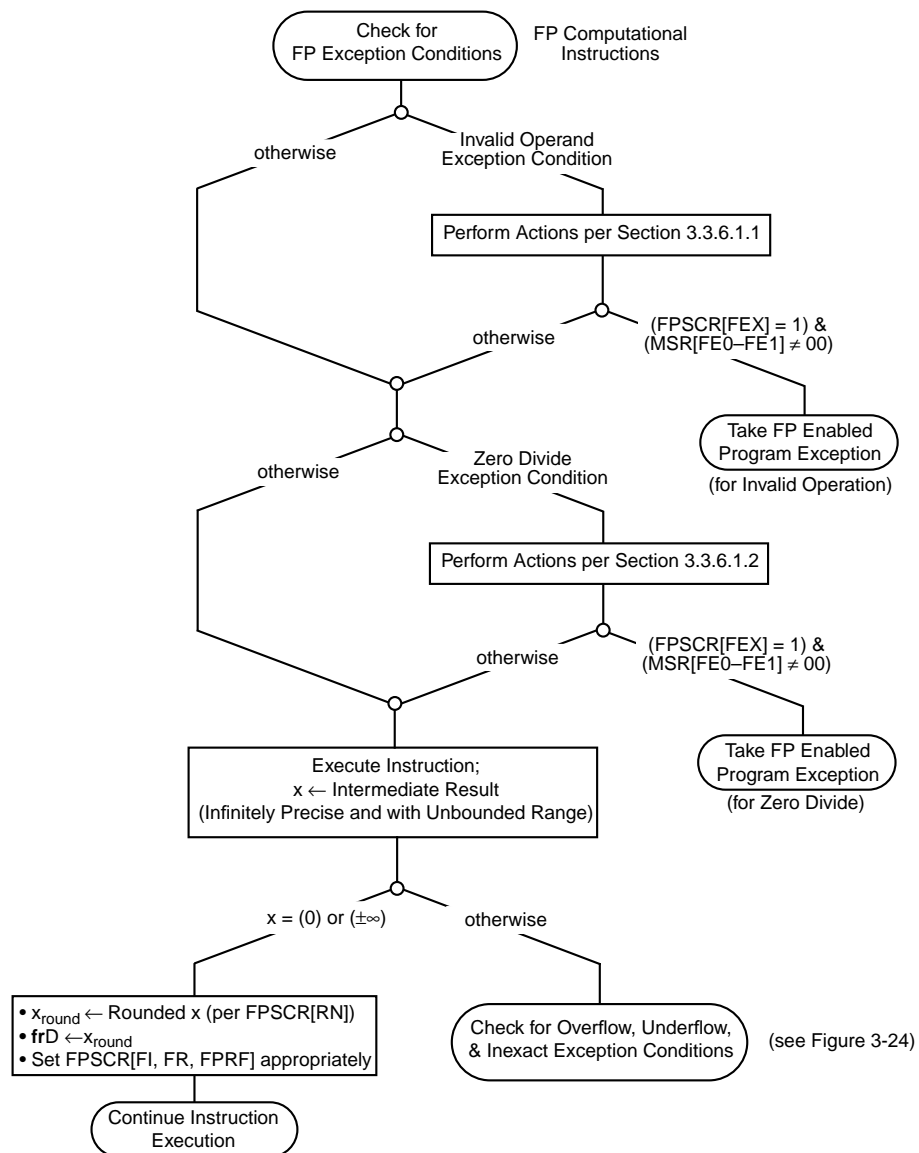 Check for
FP Exception Conditions
FP Computational
Instructions
otherwise
Invalid Operand
Exception Condition
Perform Actions per Section 3.3.6.1.1
otherwise
(FPSCR[FEX] = 1) &
(MSR[FE0–FE1] ≠ 00)
Take FP Enabled
Program Exception
(for Invalid Operation)
otherwise
Zero Divide
Exception Condition
Perform Actions per Section 3.3.6.1.2
otherwise
(FPSCR[FEX] = 1) &
(MSR[FE0–FE1] ≠ 00)
Take FP Enabled
Program Exception
(for Zero Divide)
Execute Instruction;
x ← Intermediate Result
(Infinitely Precise and with Unbounded Range)
x = (0) or (±∞)
otherwise
• xround ← Rounded x (per FPSCR[RN])
• frD ←xround
• Set FPSCR[FI, FR, FPRF] appropriately
Check for Overflow, Underflow,
& Inexact Exception Conditions
(see Figure 3-24)
Continue Instruction
Execution